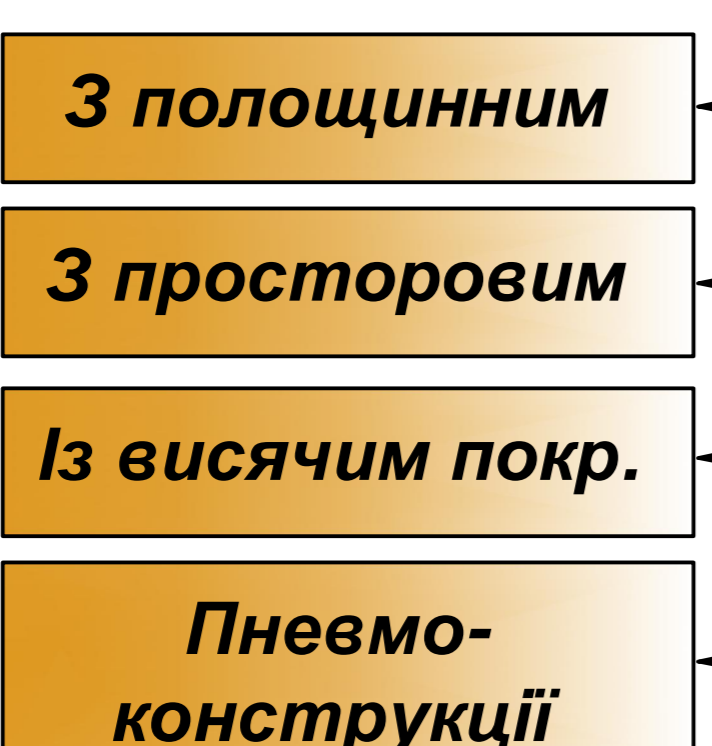 З полощинним
З просторовим
Із висячим покр.
Пневмо-
конструкції